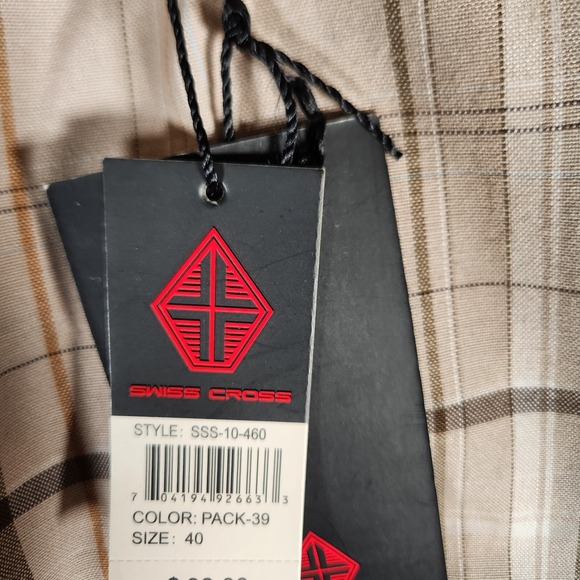 SWISS CROSS
STYLE: SSS-10-460
7 04194 92663 3
COLOR: PACK-39
SIZE: 40